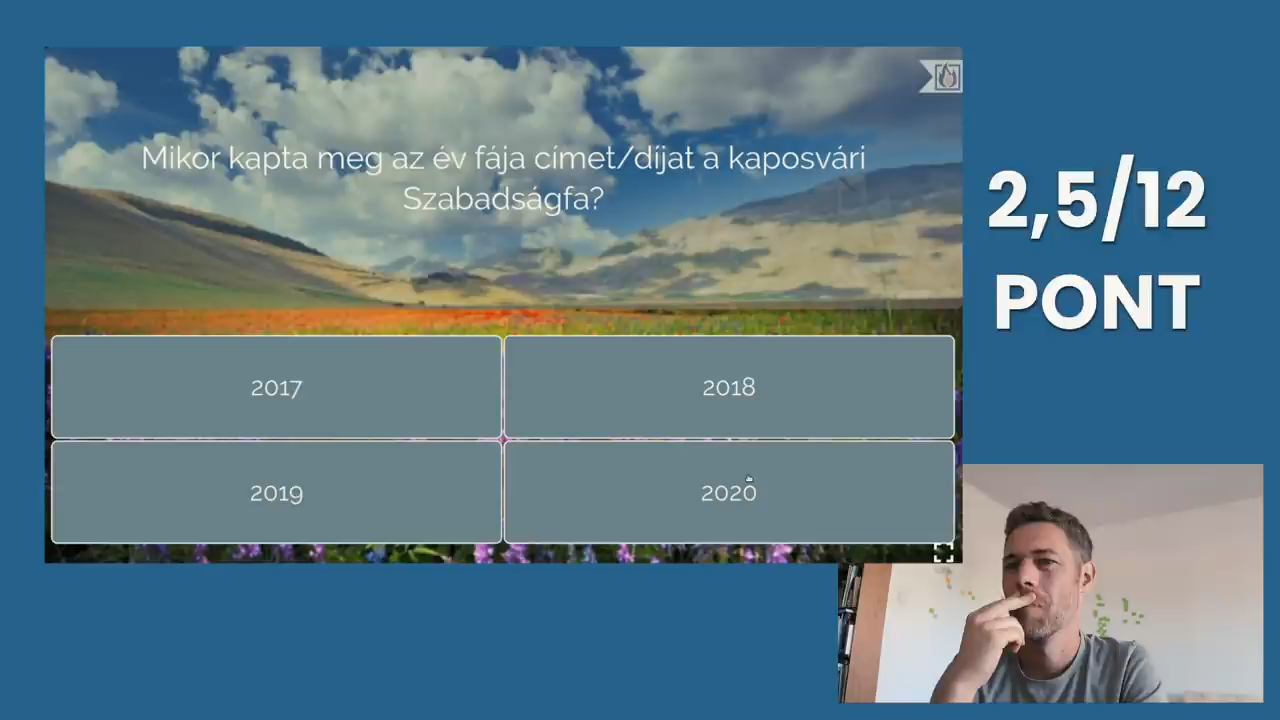 Mikor kapta meg az év fája címet/díjat a kaposvári
Szabadságfa?
2017
2018
2019
2020
2,5/12
PONT